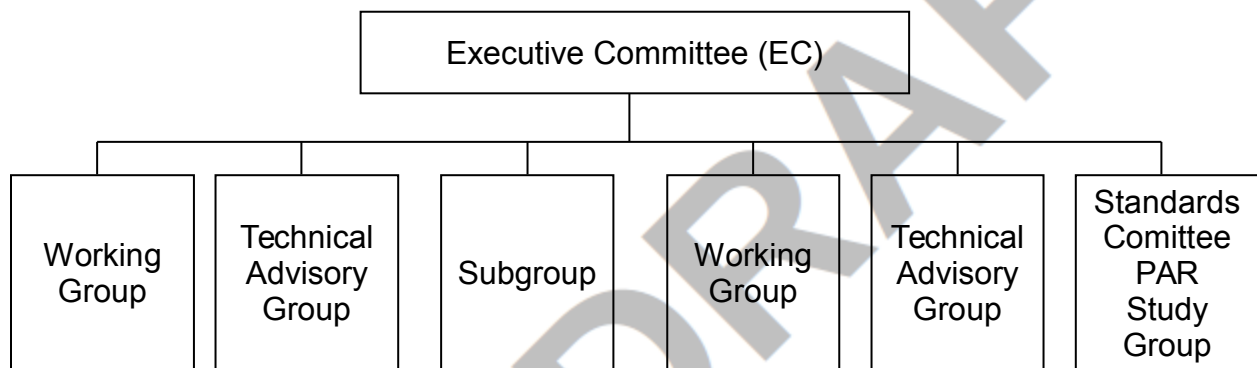 Executive Committee (EC)
Working
Group
Technical
Advisory
Group
Subgroup
Working
Group
Technical
Advisory
Group
Standards
Comittee
PAR
Study
Group
DRAF